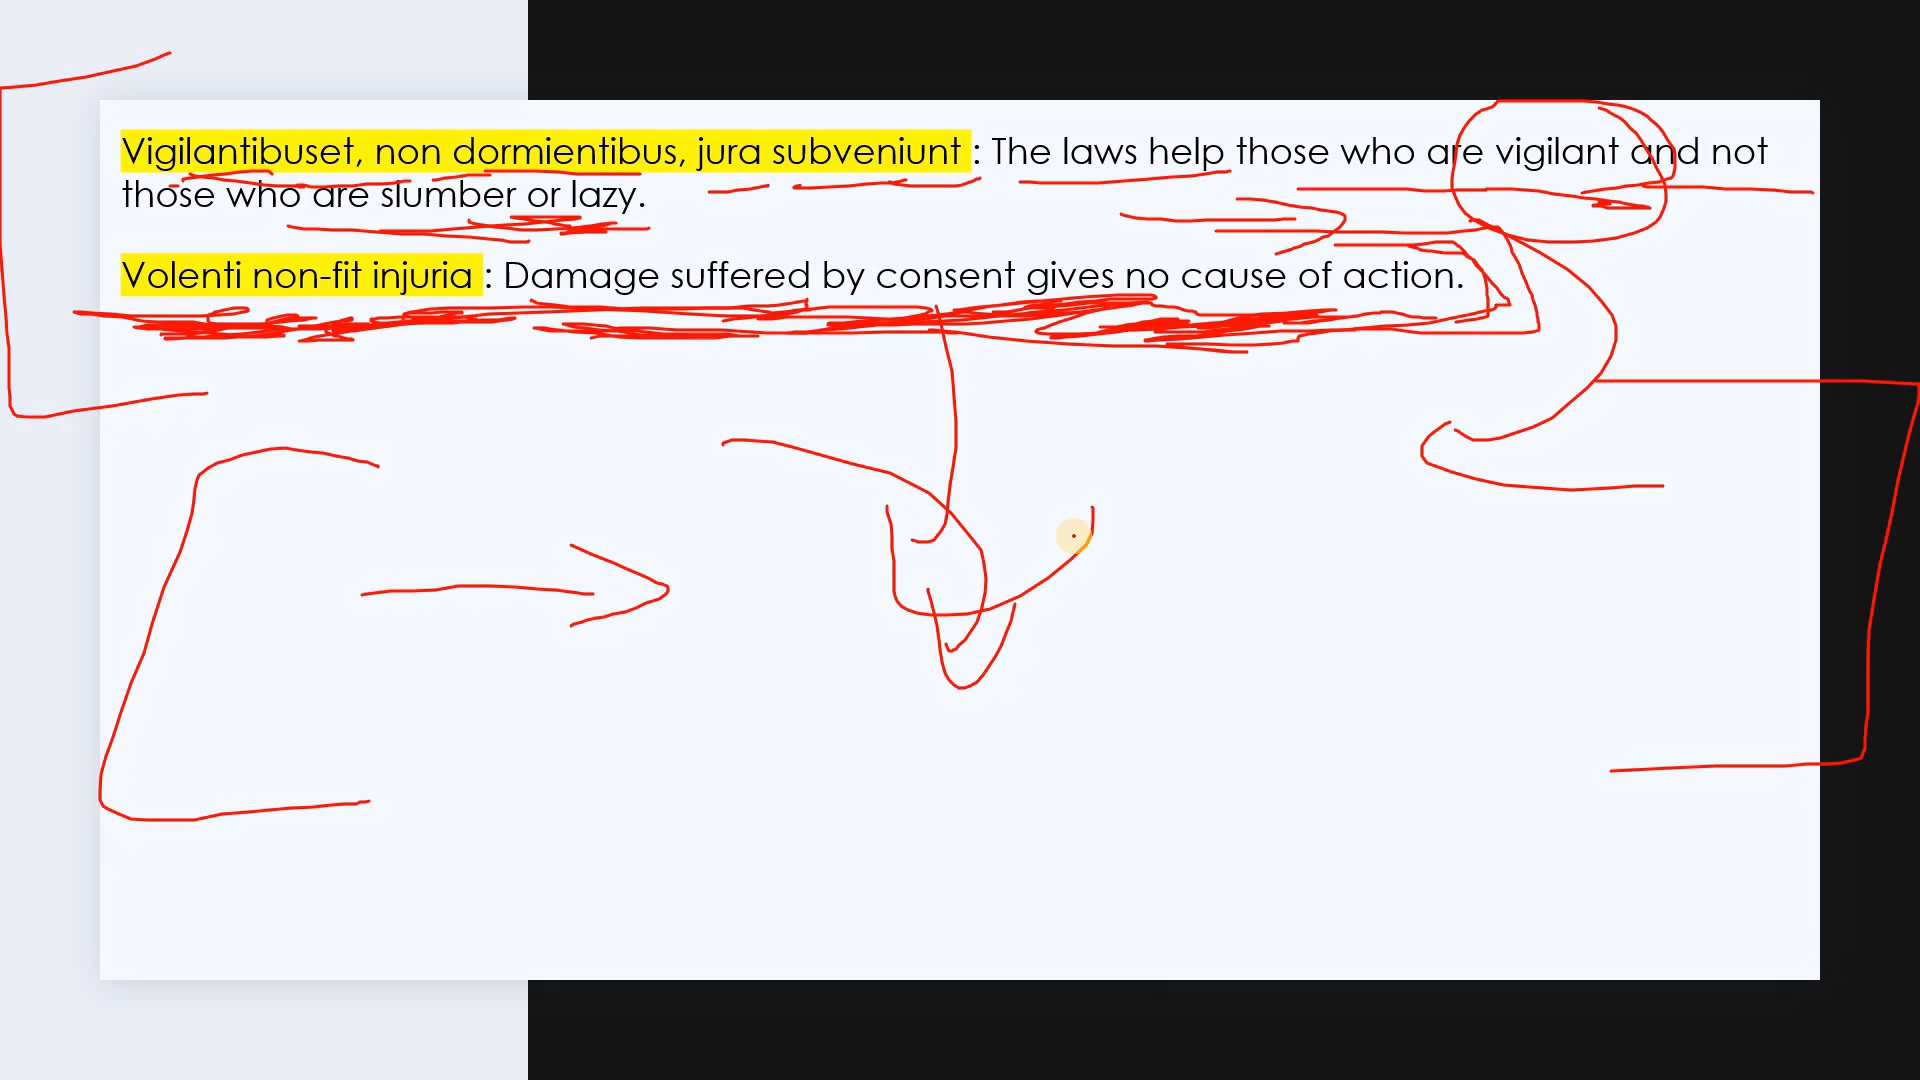 Vigilantibuset, non dormientibus, jura subveniunt : The laws help those who are vigilant and not
those who are slumber or lazy.
Volenti non-fit injuria : Damage suffered by consent gives no cause of action.